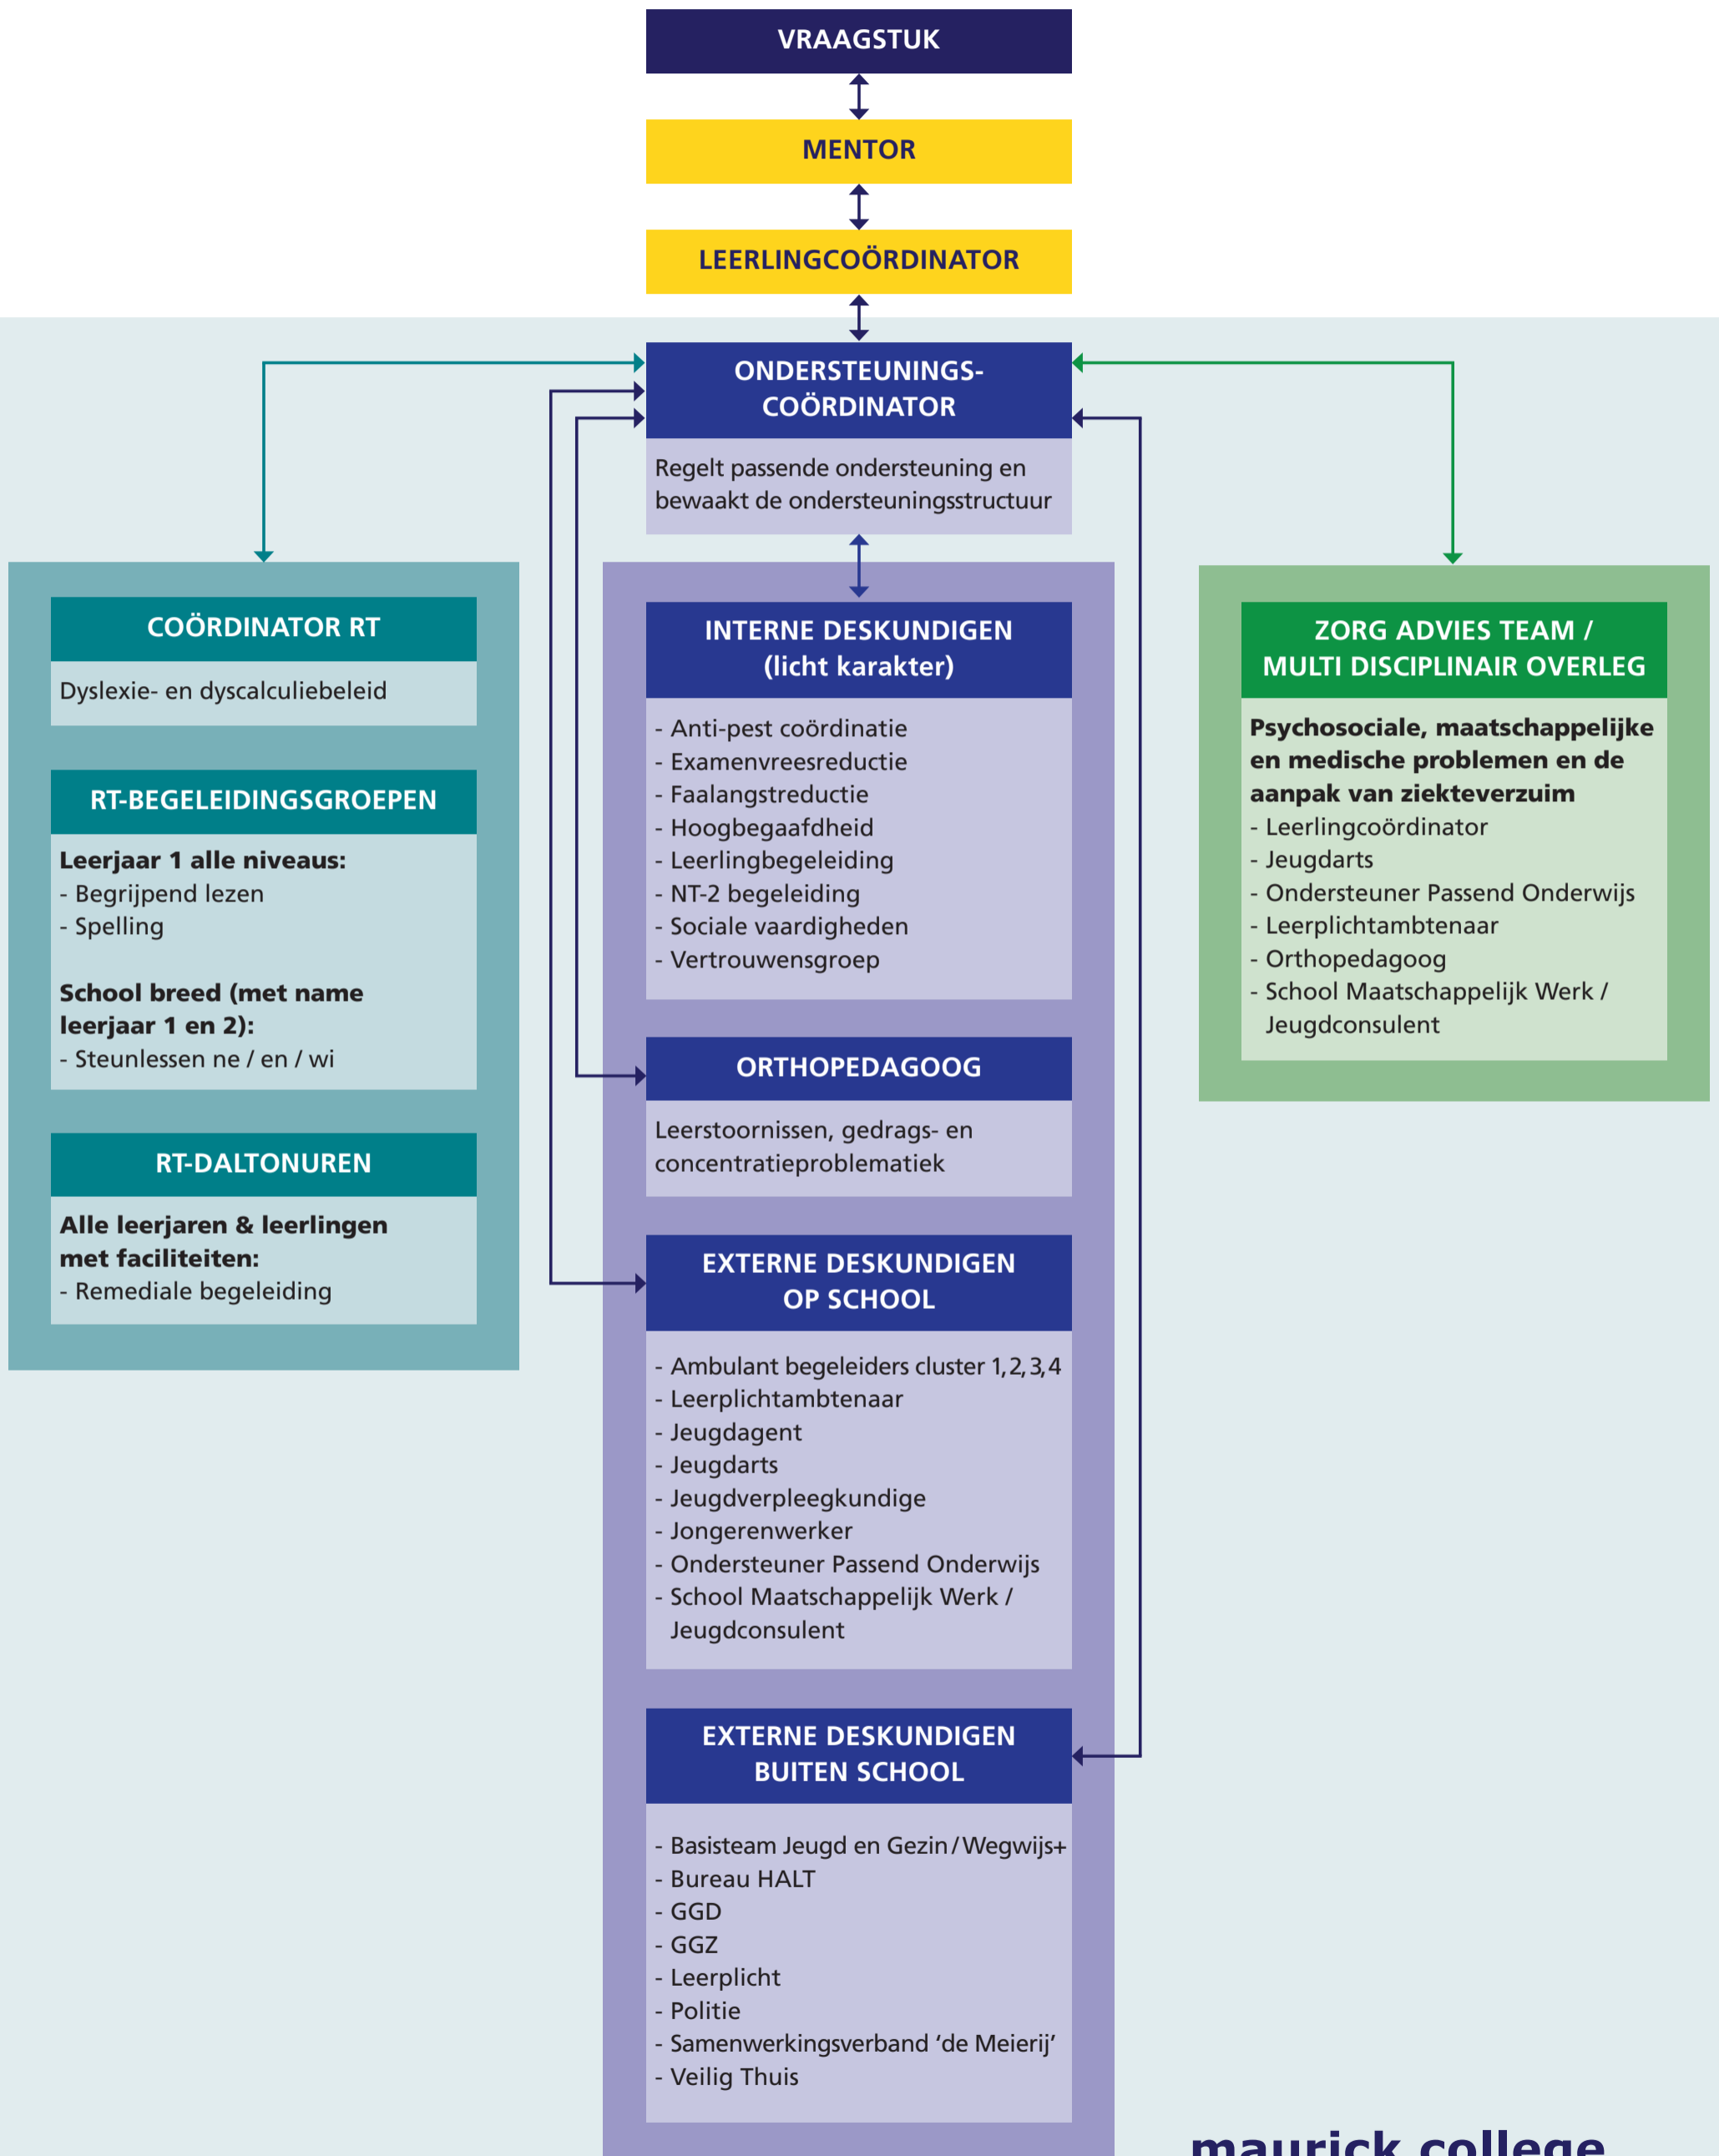 VRAAGSTUK
MENTOR
LEERLINGCOÖRDINATOR
ONDERSTEUNINGS-
COÖRDINATOR
Regelt passende ondersteuning en
bewaakt de ondersteuningsstructuur
COÖRDINATOR RT
Dyslexie- en dyscalculiebeleid
RT-BEGELEIDINGSGROEPEN
Leerjaar 1 alle niveaus:
- Begrijpend lezen
- Spelling
School breed (met name
leerjaar 1 en 2):
- Steunlessen ne / en / wi
RT-DALTONUREN
Alle leerjaren & leerlingen
met faciliteiten:
- Remediale begeleiding
INTERNE DESKUNDIGEN
(licht karakter)
- Anti-pest coördinatie
- Examenvreesreductie
- Faalangstreductie
- Hoogbegaafdheid
- Leerlingbegeleiding
- NT-2 begeleiding
- Sociale vaardigheden
- Vertrouwensgroep
ORTHOPEDAGOOG
Leerstoornissen, gedrags- en
concentratieproblematiek
EXTERNE DESKUNDIGEN
OP SCHOOL
- Ambulant begeleiders cluster 1,2,3,4
- Leerplichtambtenaar
- Jeugdagent
- Jeugdarts
- Jeugdverpleegkundige
- Jongerenwerker
- Ondersteuner Passend Onderwijs
- School Maatschappelijk Werk /
Jeugdconsulent
EXTERNE DESKUNDIGEN
BUITEN SCHOOL
- Basisteam Jeugd en Gezin/Wegwijs+
- Bureau HALT
- GGD
- GGZ
- Leerplicht
- Politie
- Samenwerkingsverband ‘de Meierij’
- Veilig Thuis
ZORG ADVIES TEAM /
MULTI DISCIPLINAIR OVERLEG
Psychosociale, maatschappelijke
en medische problemen en de
aanpak van ziekteverzuim
- Leerlingcoördinator
- Jeugdarts
- Ondersteuner Passend Onderwijs
- Leerplichtambtenaar
- Orthopedagoog
- School Maatschappelijk Werk /
Jeugdconsulent
maurick college